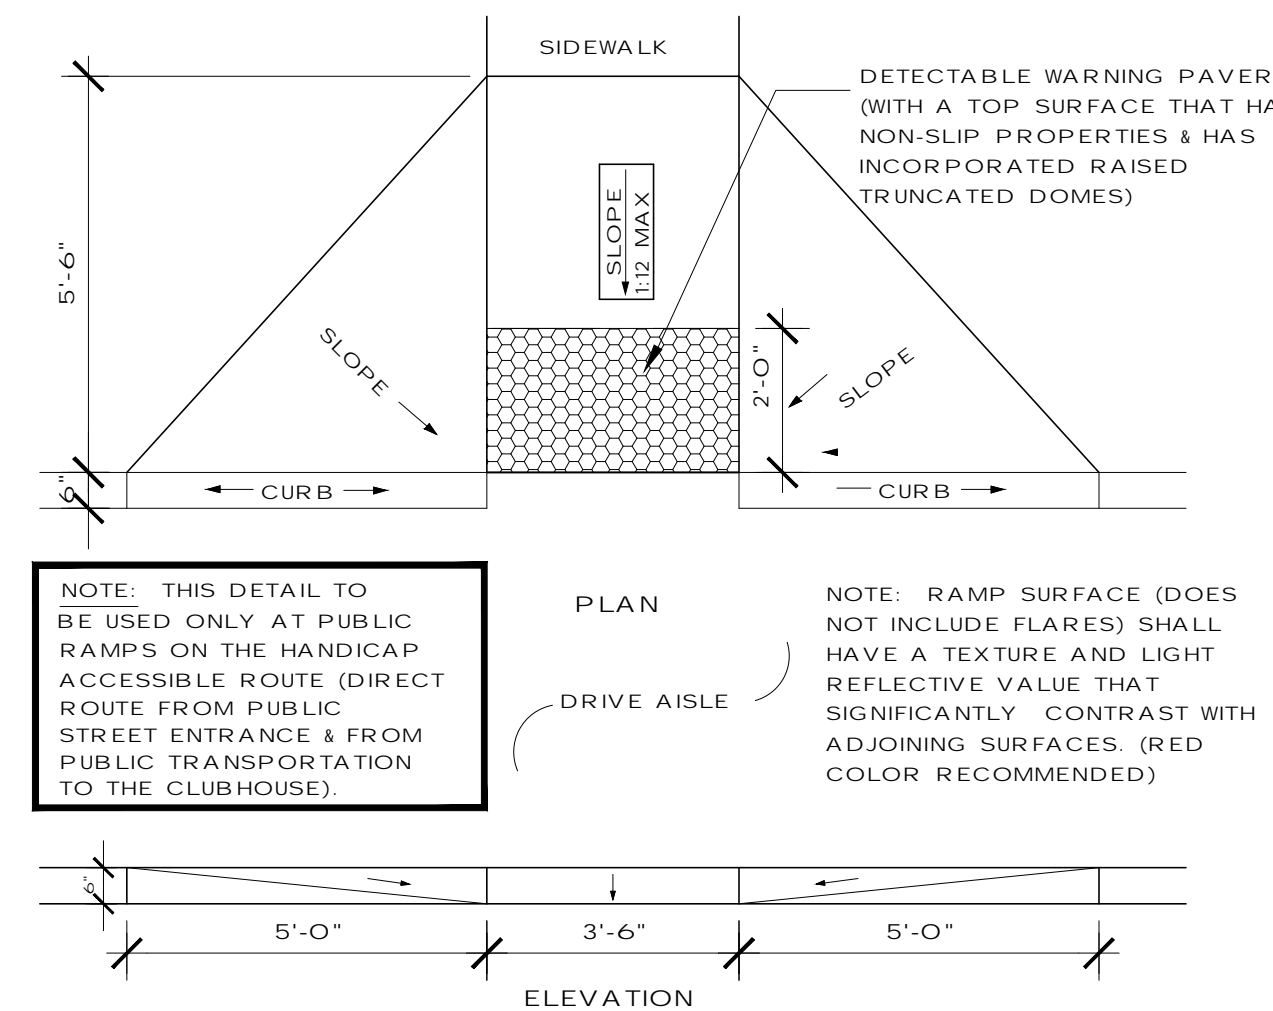 SIDEWALK
DETECTABLE WARNING PAVER
(WITH A TOP SURFACE THAT HA
NON-SLIP PROPERTIES & HAS
INCORPORATED RAISED
TRUNCATED DOMES)
SLOPE
1:12 MAX
5'-6"
SLOPE
2'-0"
SLOPE
6"
CURB
CURB
NOTE: THIS DETAIL TO
BE USED ONLY AT PUBLIC
RAMPS ON THE HANDICAP
ACCESSIBLE ROUTE (DIRECT
ROUTE FROM PUBLIC
STREET ENTRANCE & FROM
PUBLIC TRANSPORTATION
TO THE CLUBHOUSE).
PLAN
DRIVE AISLE
NOTE: RAMP SURFACE (DOES
NOT INCLUDE FLARES) SHALL
HAVE A TEXTURE AND LIGHT
REFLECTIVE VALUE THAT
SIGNIFICANTLY CONTRAST WITH
ADJOINING SURFACES. (RED
COLOR RECOMMENDED)
6"
5'-0"
3'-6"
5'-0"
ELEVATION